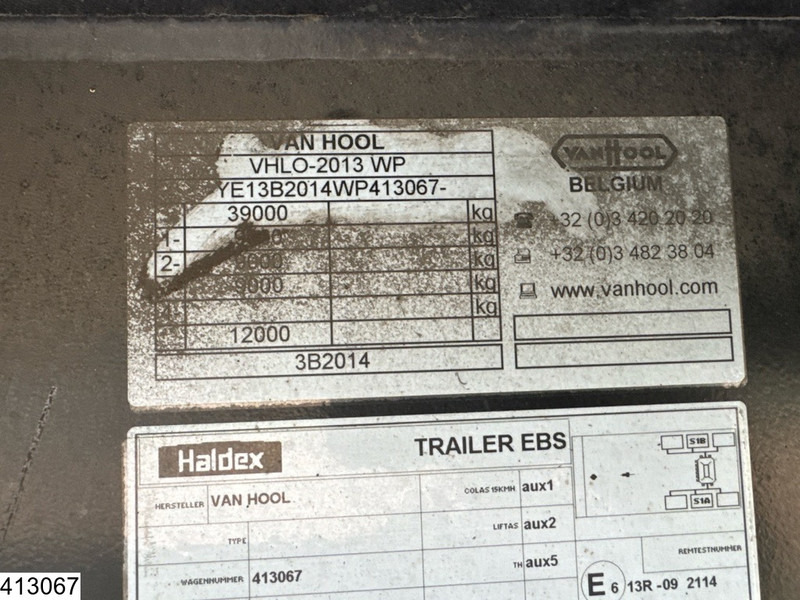 VAN HOOL
VHLO-2013 WP
YE13B2014WP413067-
39000 kg
1- kg
2- kg
9000 kg
kg
12000
3B2014
VANHOOL
BELGIUM
+32 (0)3 420 20 20
+32 (0)3 482 38 04
www.vanhool.com
Haldex
TRAILER EBS
HERSTELLER VAN HOOL
TYPE
WAGENNUMMER 413067
COLAS 15KMH aux1
LIFTAS aux2
TH aux5
S1B
S1A
REMTESTNUMMER
E6 13R -09 2114
413067